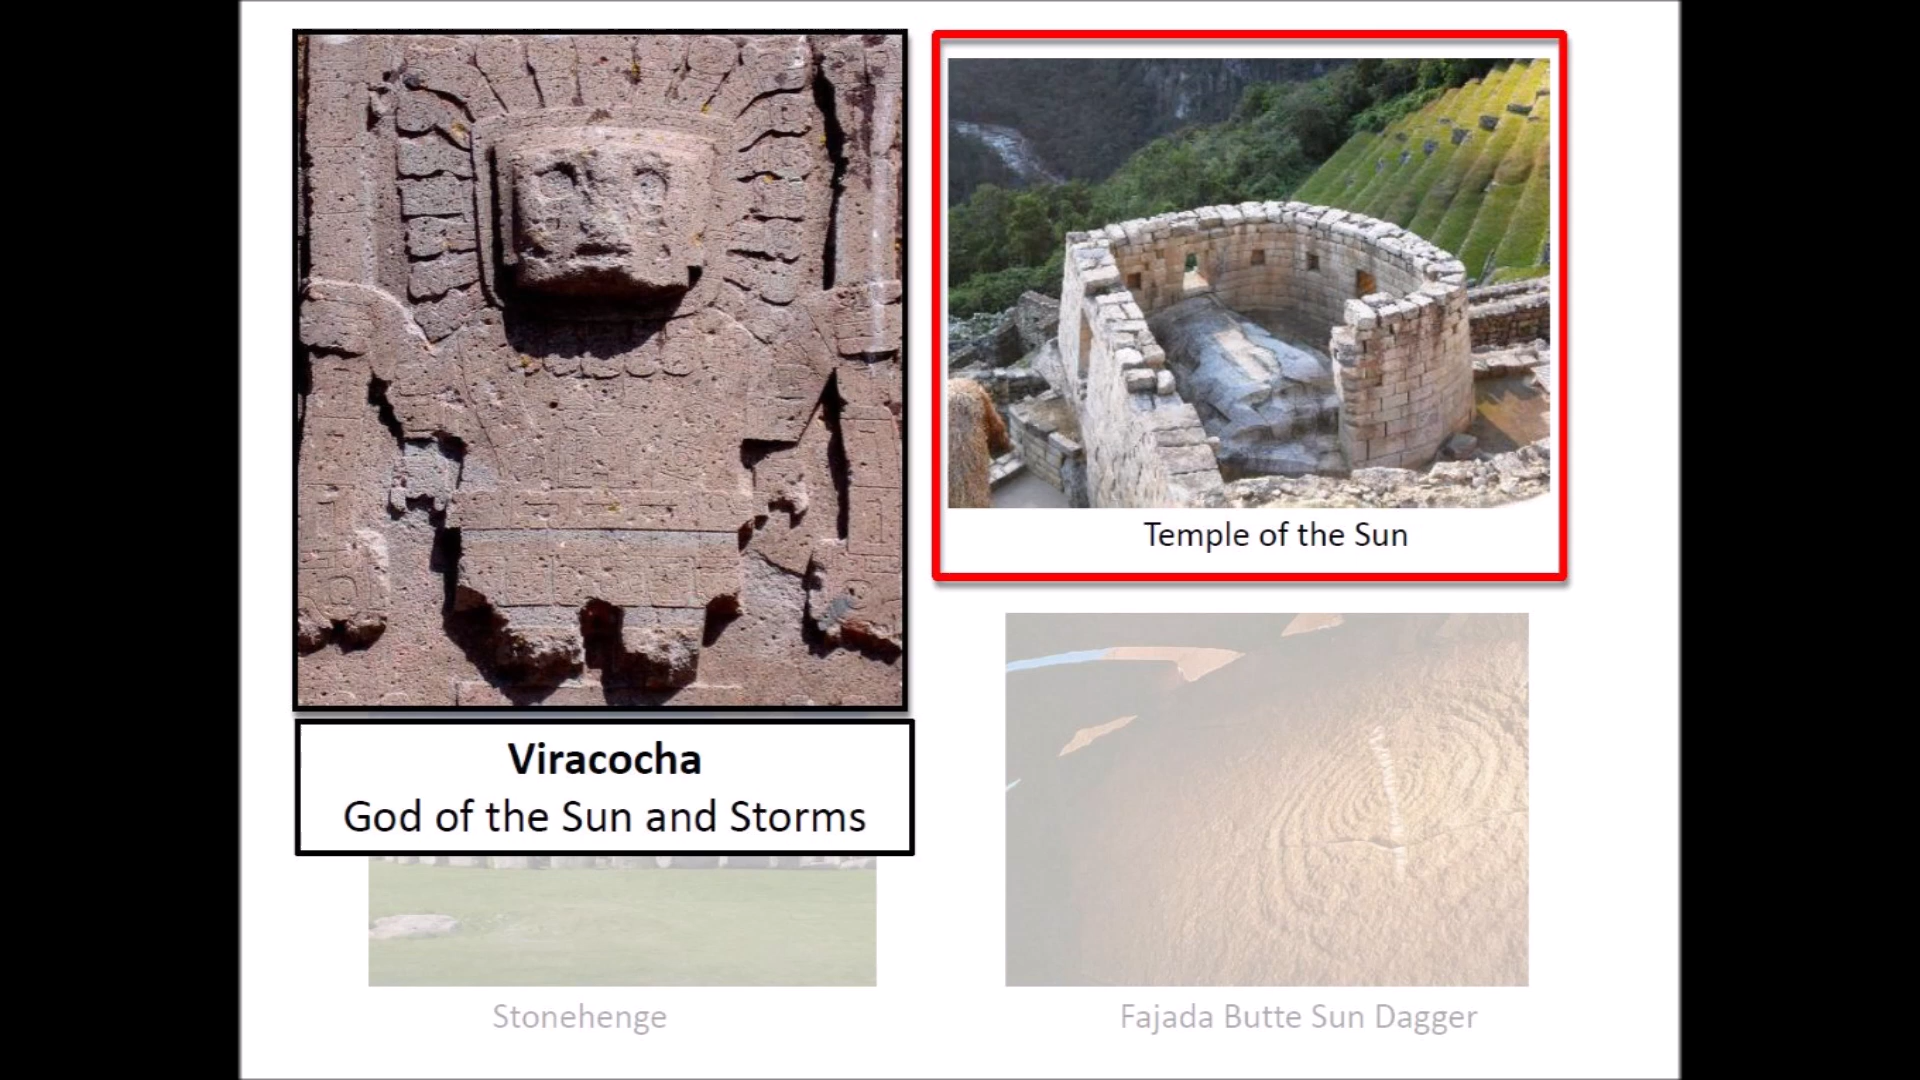 Temple of the Sun
Viracocha
God of the Sun and Storms
Stonehenge
Fajada Butte Sun Dagger